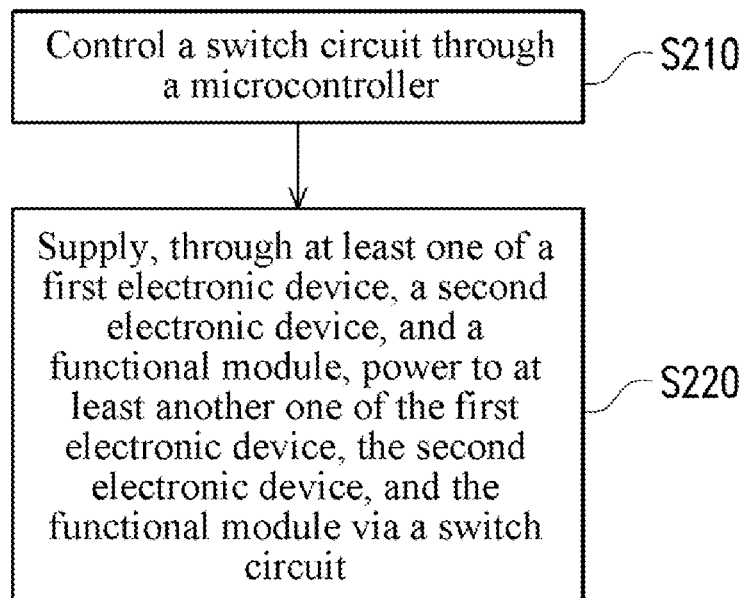 Control a switch circuit through
a microcontroller
S210
Supply, through at least one of a
first electronic device, a second
electronic device, and a
functional module, power to at
least another one of the first
electronic device, the second
electronic device, and the
functional module via a switch
circuit
S220